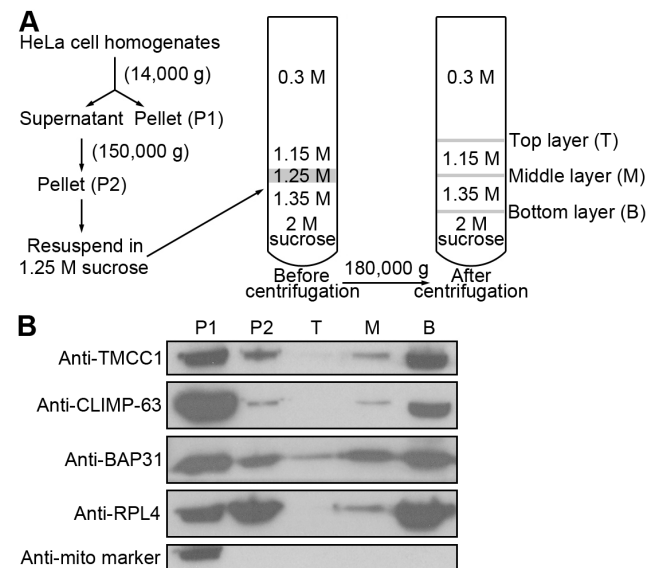 A
HeLa cell homogenates
(14,000 g)
Supernatant Pellet (P1)
(150,000 g)
Pellet (P2)
Resuspend in
1.25 M sucrose
0.3 M
1.15 M
1.25 M
1.35 M
2 M
sucrose
Before
centrifugation
180,000 g
0.3 M
Top layer (T)
1.15 M
Middle layer (M)
1.35 M
Bottom layer (B)
2 M
sucrose
After
centrifugation
B
P1 P2 T M B
Anti-TMCC1
Anti-CLIMP-63
Anti-BAP31
Anti-RPL4
Anti-mito marker